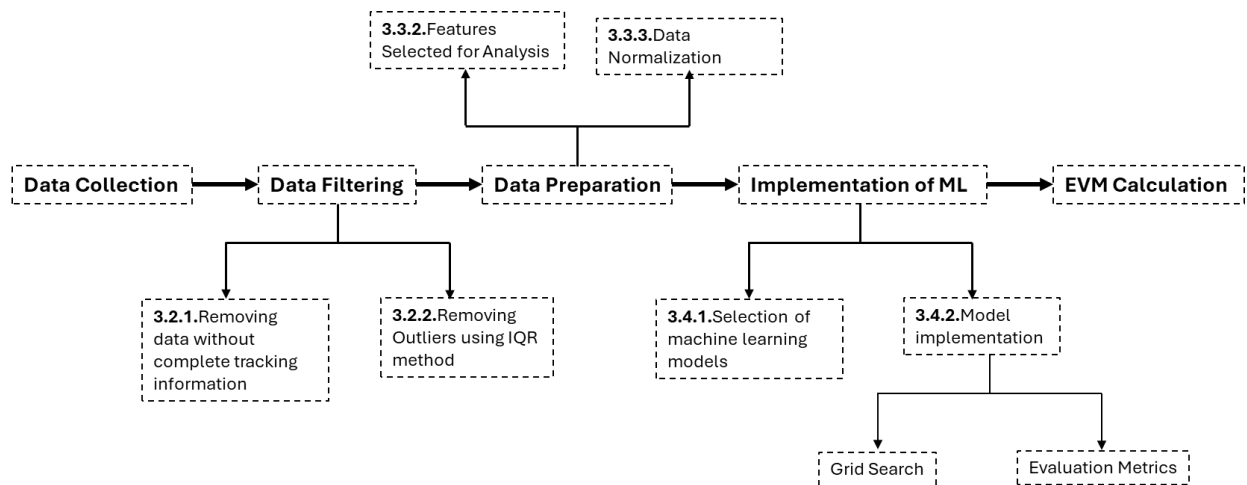 3.3.2.Features
Selected for Analysis
3.3.3.Data
Normalization
Data Collection
Data Filtering
Data Preparation
Implementation of ML
EVM Calculation
3.2.1.Removing
data without
complete tracking
information
3.2.2.Removing
Outliers using IQR
method
3.4.1.Selection of
machine learning
models
3.4.2.Model
implementation
Grid Search
Evaluation Metrics